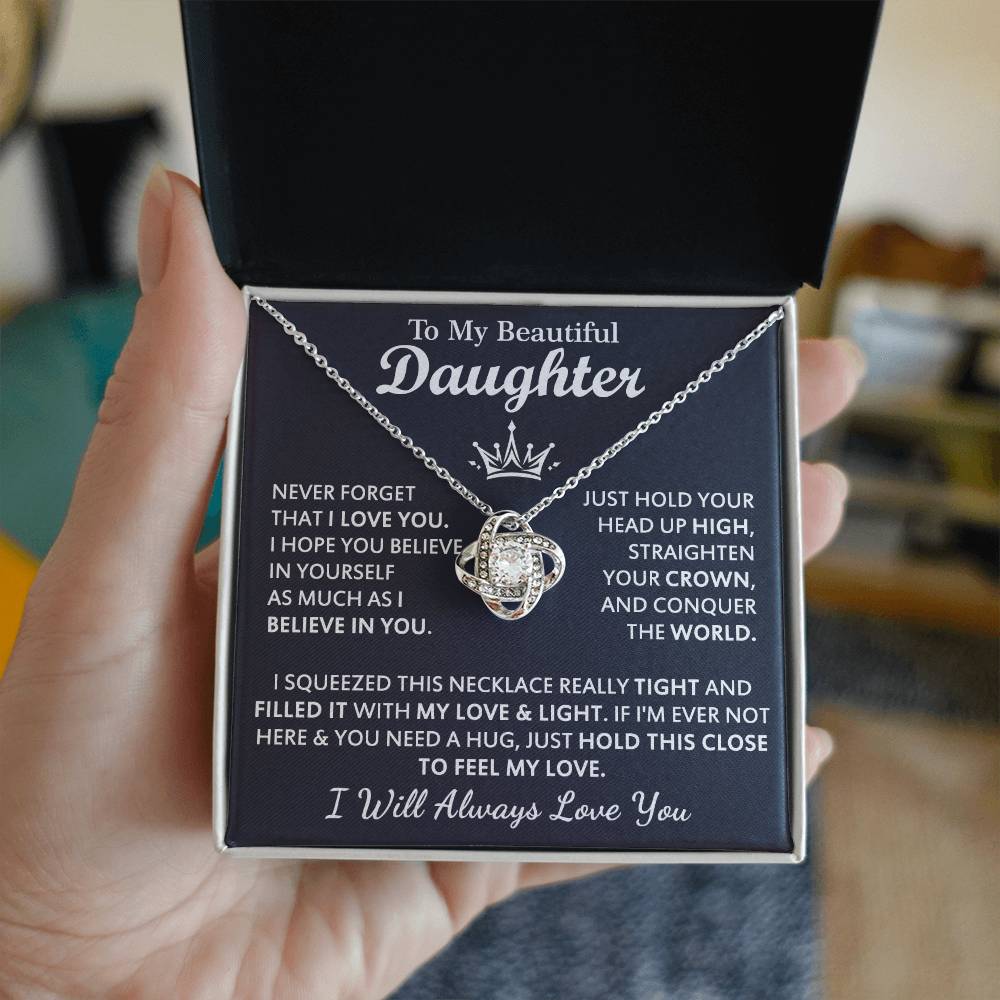 To My Beautiful
Daughter
NEVER FORGET
THAT I LOVE YOU.
I HOPE YOU BELIEVE
IN YOURSELF
AS MUCH AS I
BELIEVE IN YOU.
JUST HOLD YOUR
HEAD UP HIGH,
STRAIGHTEN
YOUR CROWN,
AND CONQUER
THE WORLD.
I SQUEEZED THIS NECKLACE REALLY TIGHT AND
FILLED IT WITH MY LOVE & LIGHT. IF I'M EVER NOT
HERE & YOU NEED A HUG, JUST HOLD THIS CLOSE
TO FEEL MY LOVE.
I Will Always Love You